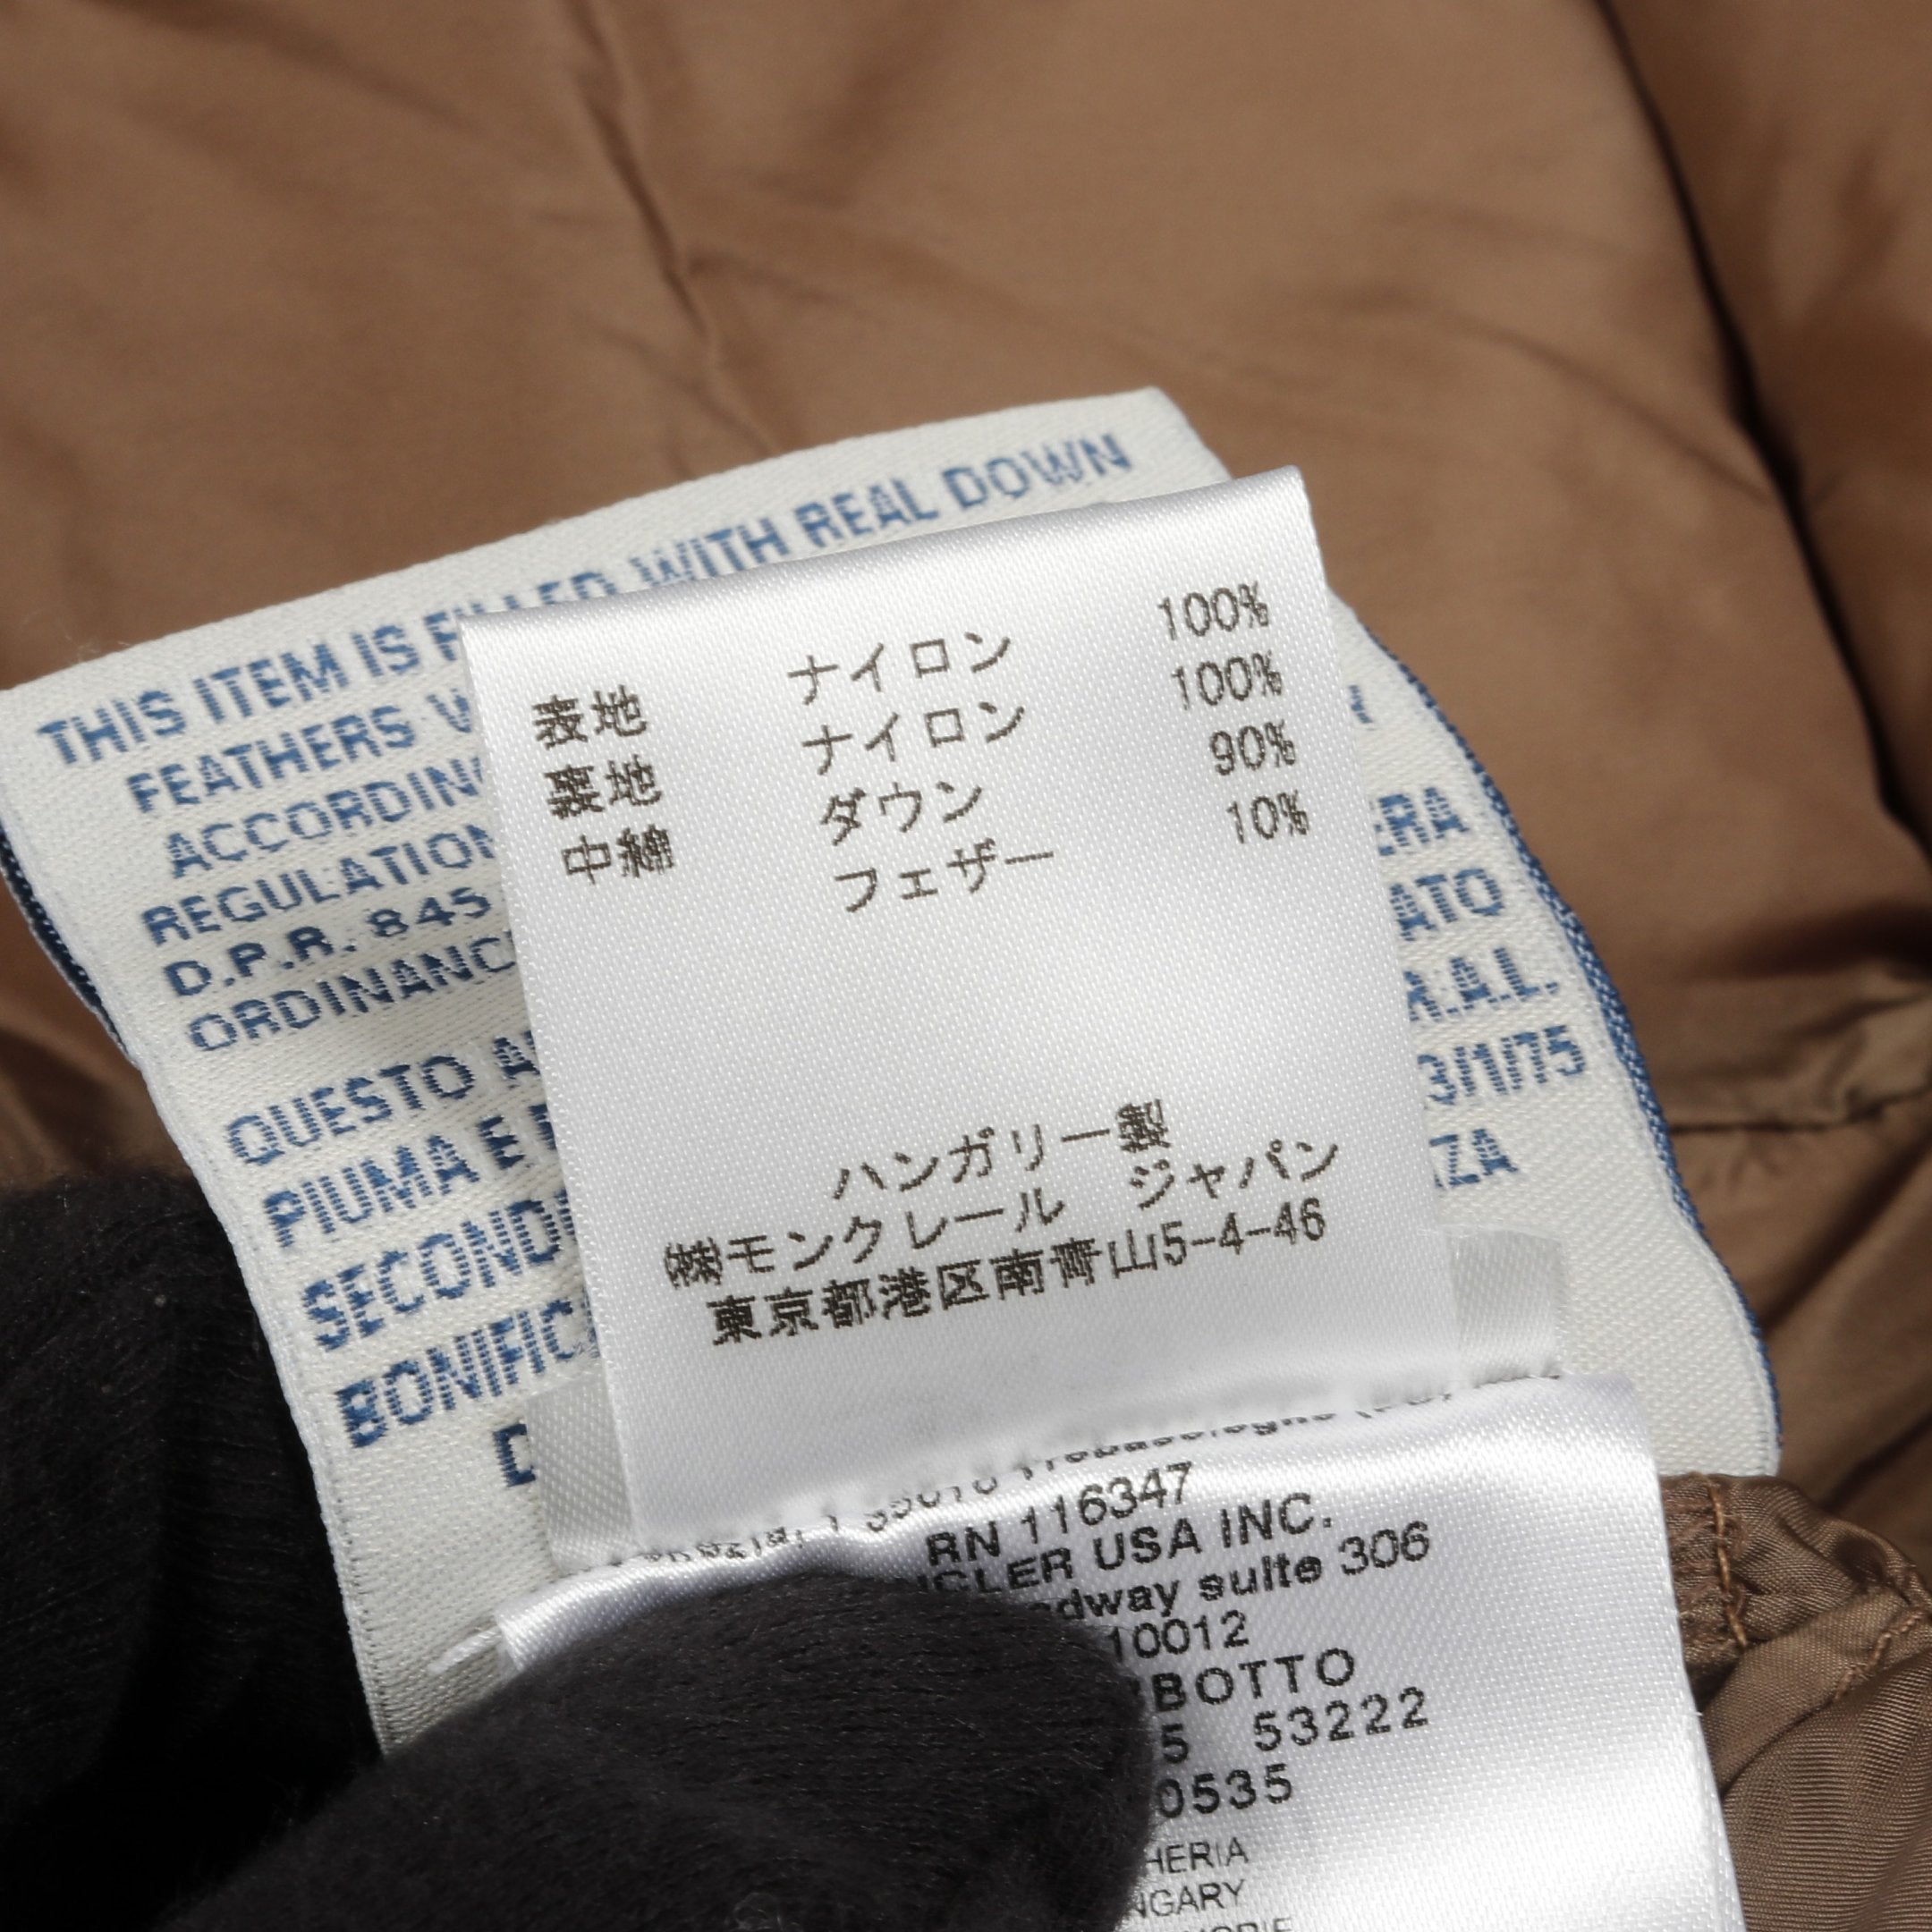 THIS ITEM IS FILLED WITH REAL DOWN
FEATHERS
ACCORDING
REGULATION
D.P.R. 845
ORDINANC
QUESTO
PIUMA E
SECOND
BONIFIC
ERA
ATO
N.A.L.
3/1/75
ZA
表地 ナイロン 100%
裏地 ナイロン 100%
中綿 ダウン 90%
フェザー 10%
ハンガリー製
㈱モンクレール ジャパン
東京都港区南青山5-4-46
35010 Trebaseleghe
RN 116347
CLER USA INC.
dway suite 306
10012
BOTTO
5 53222
0535
HERIA
NGARY